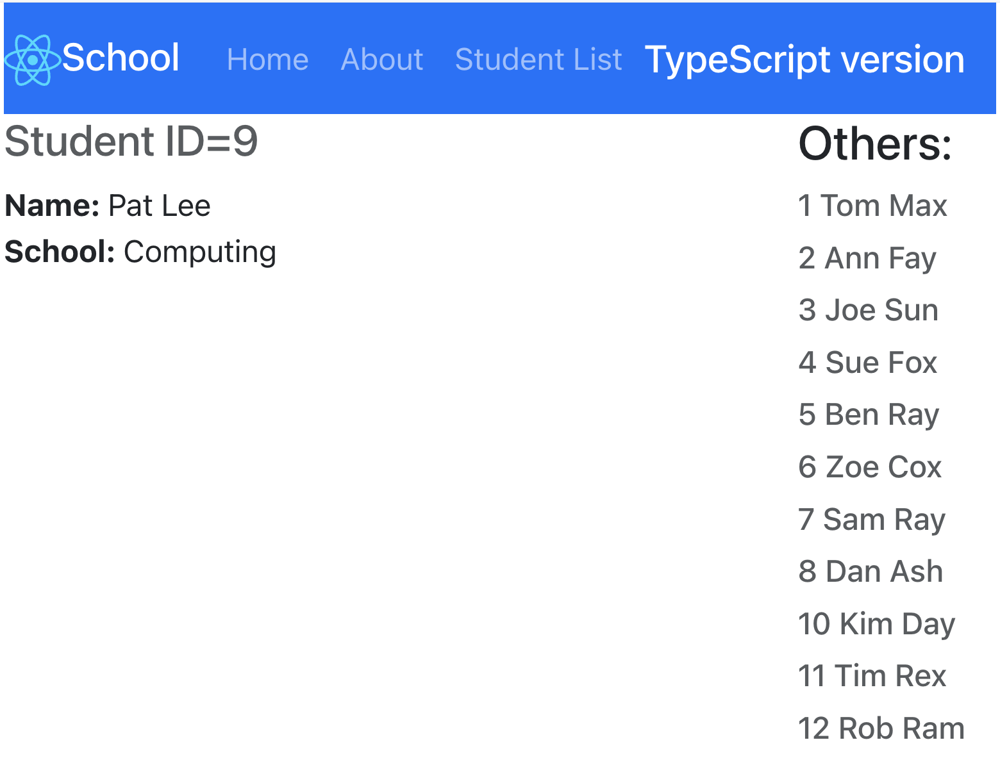 School Home About Student List TypeScript version
Student ID=9
Name: Pat Lee
School: Computing
Others:
1 Tom Max
2 Ann Fay
3 Joe Sun
4 Sue Fox
5 Ben Ray
6 Zoe Cox
7 Sam Ray
8 Dan Ash
10 Kim Day
11 Tim Rex
12 Rob Ram